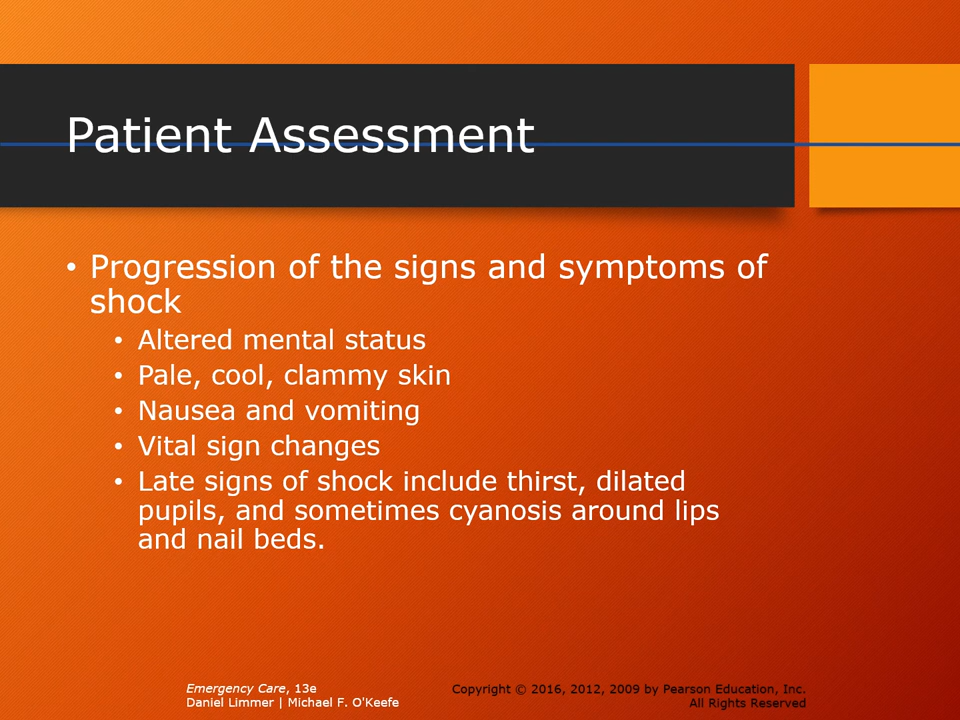 Patient Assessment
• Progression of the signs and symptoms of
shock
• Altered mental status
• Pale, cool, clammy skin
• Nausea and vomiting
• Vital sign changes
• Late signs of shock include thirst, dilated
pupils, and sometimes cyanosis around lips
and nail beds.
Emergency Care, 13e
Daniel Limmer | Michael F. O'Keefe
Copyright © 2016, 2012, 2009 by Pearson Education, Inc.
All Rights Reserved